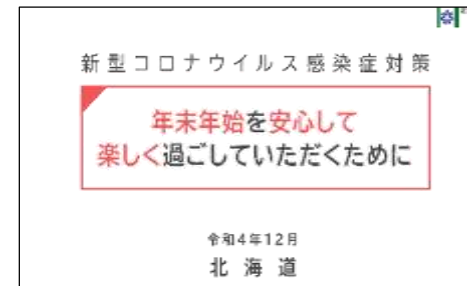 新型コロナウイルス感染症対策
年末年始を安心して
楽しく過ごしていただくために
令和4年12月
北海道